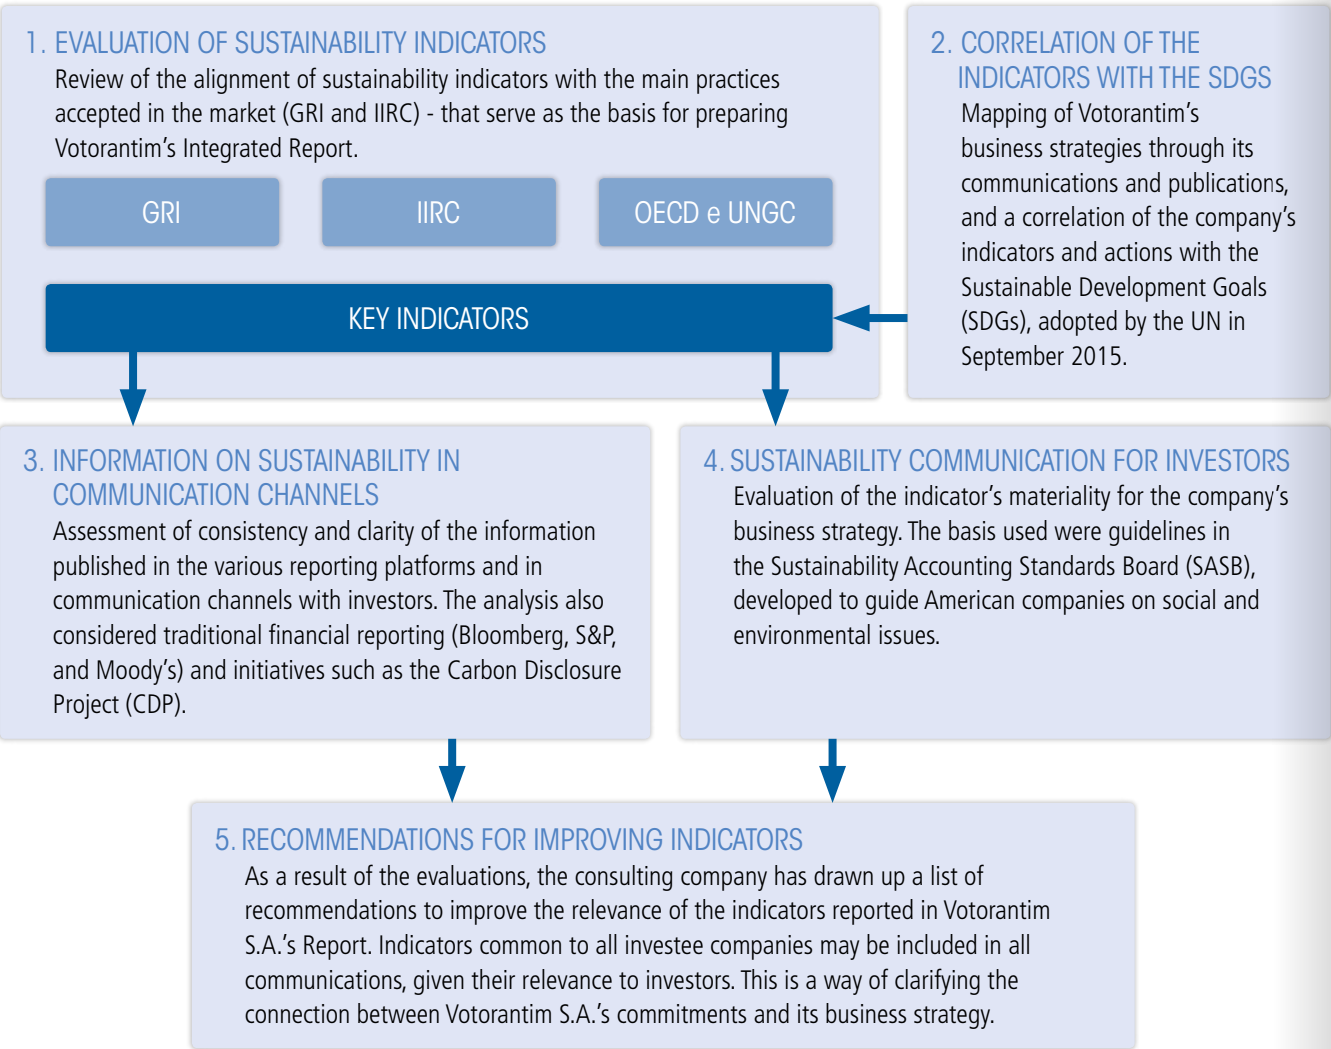 1. EVALUATION OF SUSTAINABILITY INDICATORS
Review of the alignment of sustainability indicators with the main practices
accepted in the market (GRI and IIRC) - that serve as the basis for preparing
Votorantim's Integrated Report.
GRI
IIRC
OECD e UNGC
KEY INDICATORS
2. CORRELATION OF THE
INDICATORS WITH THE SDGS
Mapping of Votorantim's
business strategies through its
communications and publications,
and a correlation of the company's
indicators and actions with the
Sustainable Development Goals
(SDGs), adopted by the UN in
September 2015.
3. INFORMATION ON SUSTAINABILITY IN
COMMUNICATION CHANNELS
Assessment of consistency and clarity of the information
published in the various reporting platforms and in
communication channels with investors. The analysis also
considered traditional financial reporting (Bloomberg, S&P,
and Moody's) and initiatives such as the Carbon Disclosure
Project (CDP).
4. SUSTAINABILITY COMMUNICATION FOR INVESTORS
Evaluation of the indicator's materiality for the company's
business strategy. The basis used were guidelines in
the Sustainability Accounting Standards Board (SASB),
developed to guide American companies on social and
environmental issues.
5. RECOMMENDATIONS FOR IMPROVING INDICATORS
As a result of the evaluations, the consulting company has drawn up a list of
recommendations to improve the relevance of the indicators reported in Votorantim
S.A.'s Report. Indicators common to all investee companies may be included in all
communications, given their relevance to investors. This is a way of clarifying the
connection between Votorantim S.A.'s commitments and its business strategy.